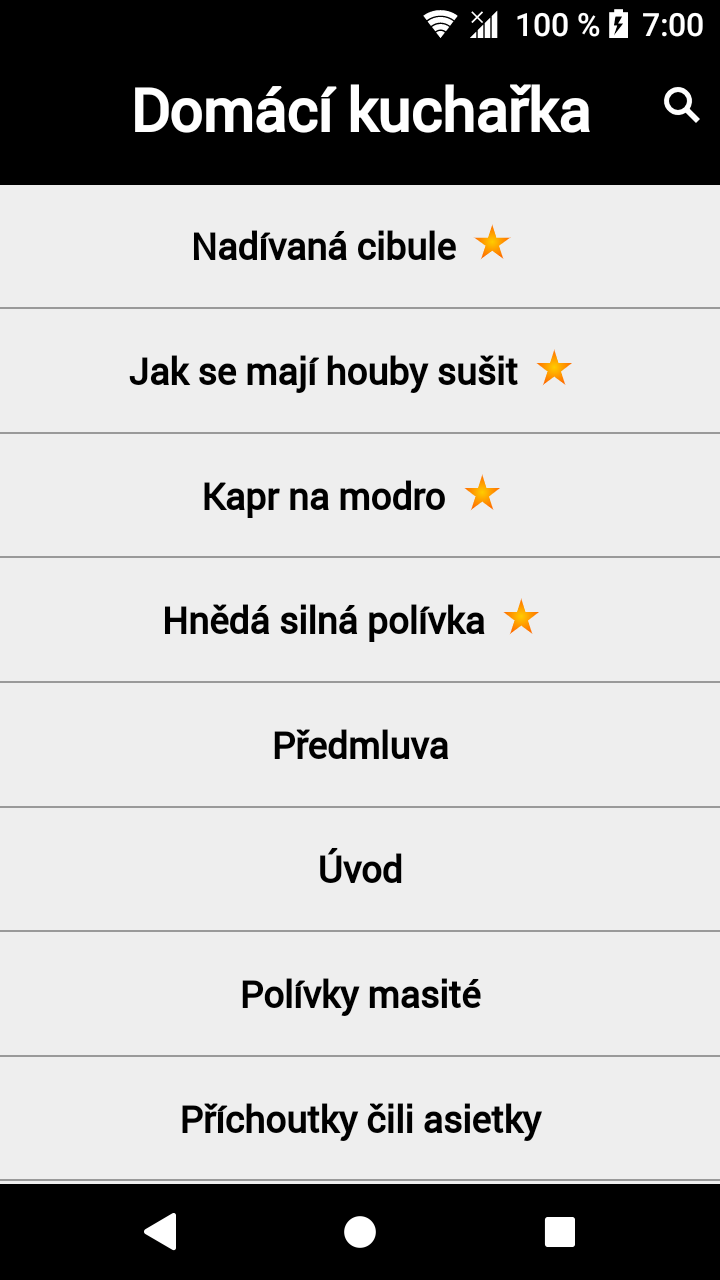 100 % 7:00
Domácí kuchařka
Nadívaná cibule
Jak se mají houby sušit
Kapr na modro
Hnědá silná polívka
Předmluva
Úvod
Polívky masité
Příchoutky čili asietky